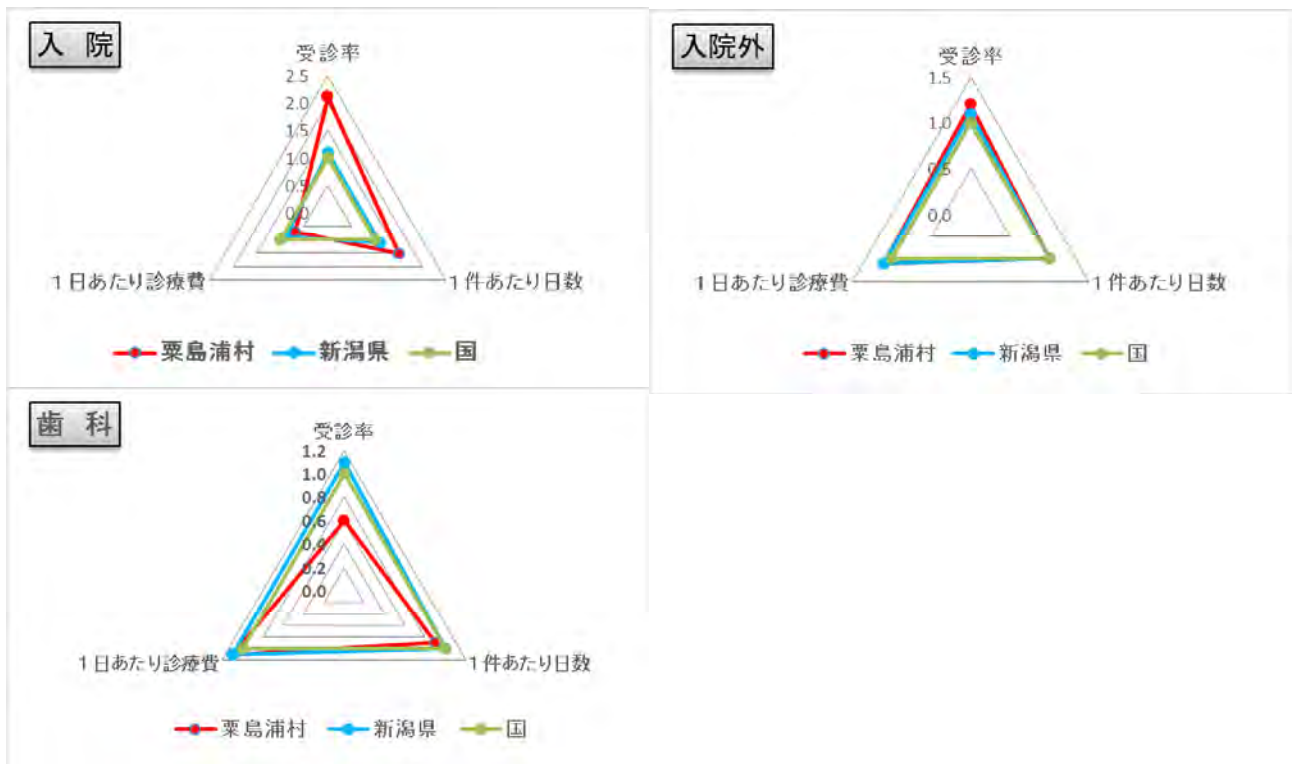 入 院
受診率
2.5
2.0
1.5
1.0
0.5
0.0
1日あたり診療費
1件あたり日数
粟島浦村 新潟県 国
入院外
受診率
1.5
1.0
0.5
0.0
1日あたり診療費
1件あたり日数
粟島浦村 新潟県 国
歯 科
受診率
1.2
1.0
0.8
0.6
0.4
0.2
0.0
1日あたり診療費
1件あたり日数
粟島浦村 新潟県 国